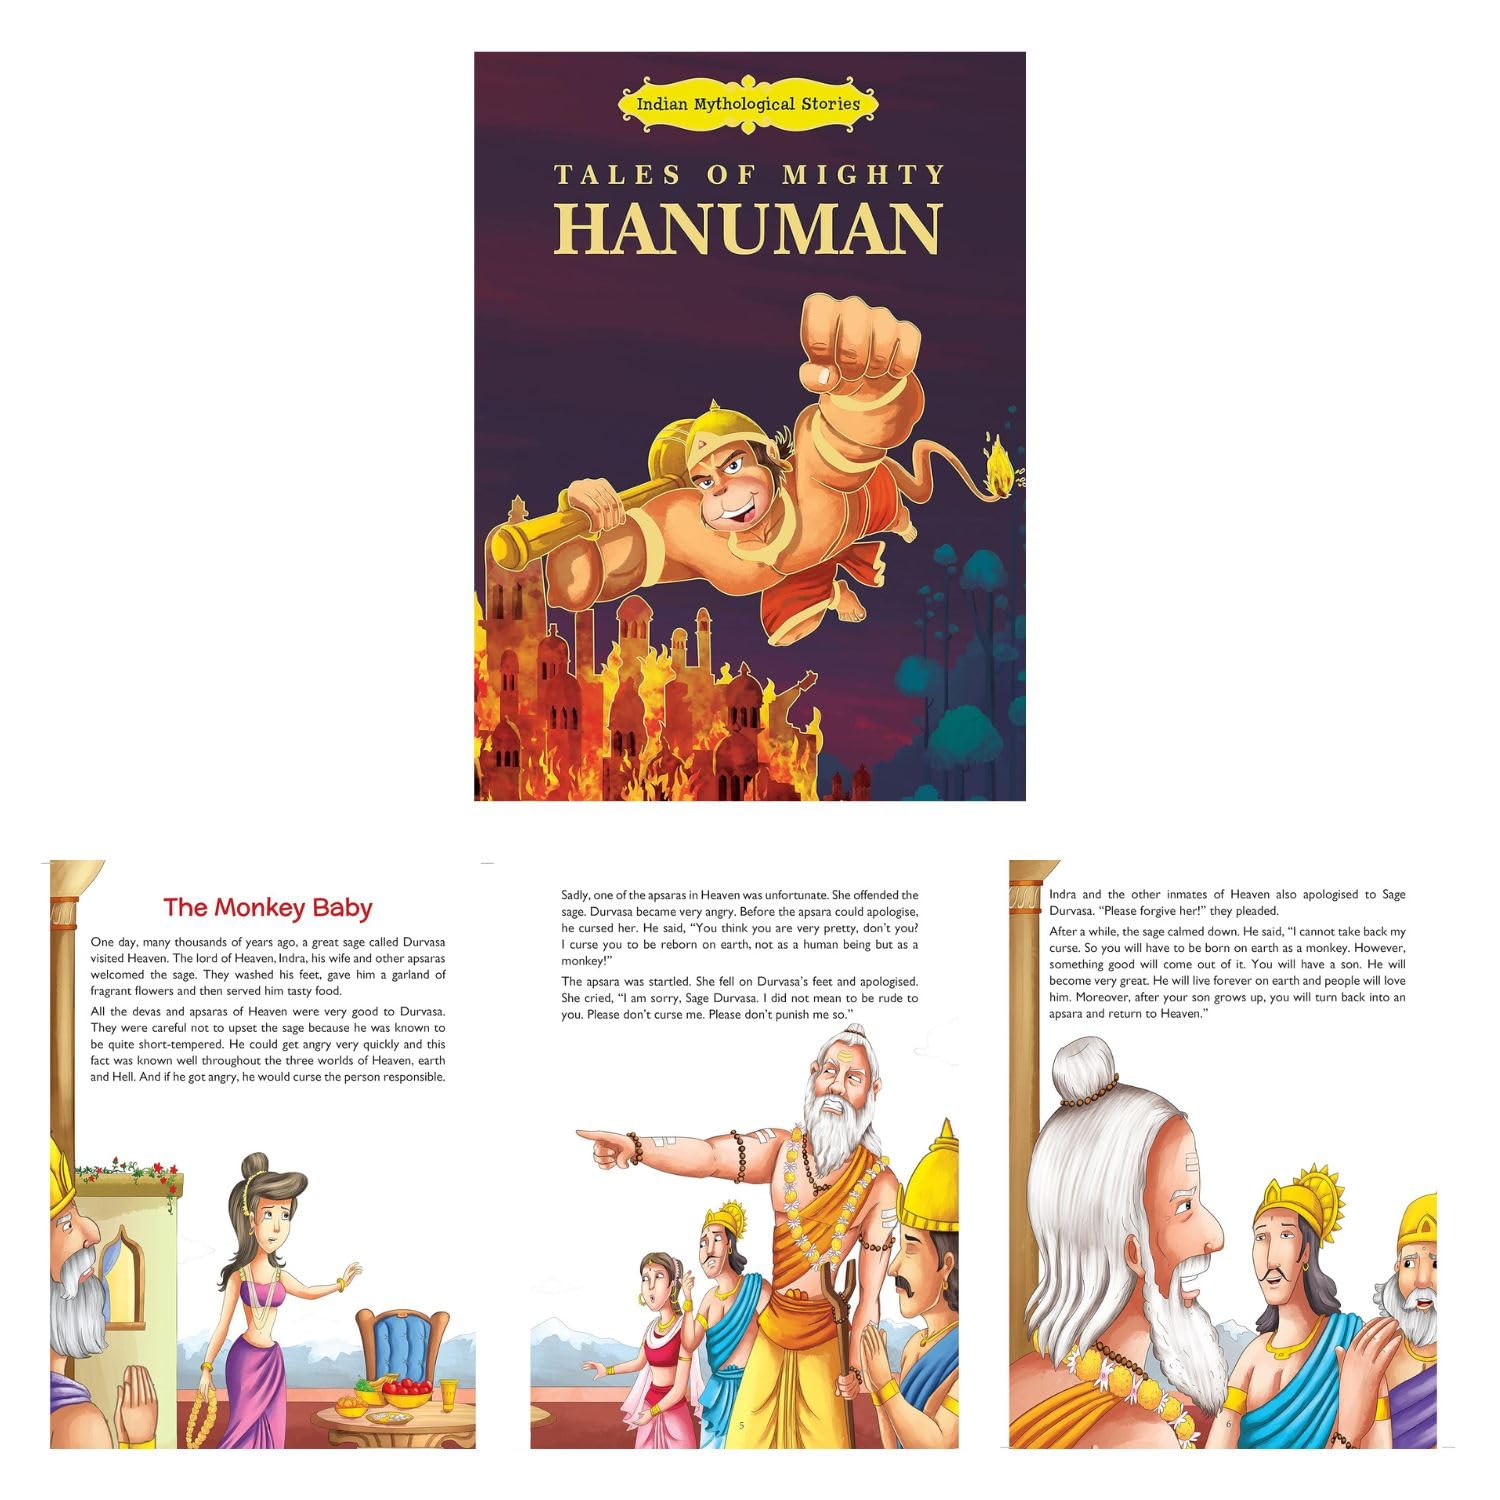 Indian Mythological Stories
TALES OF MIGHTY
HANUMAN
The Monkey Baby
One day, many thousands of years ago, a great sage called Durvasa
visited Heaven. The lord of Heaven, Indra, his wife and other apsaras
welcomed the sage. They washed his feet, gave him a garland of
fragrant flowers and then served him tasty food.
All the devas and apsaras of Heaven were very good to Durvasa.
They were careful not to upset the sage because he was known to
be quite short-tempered. He could get angry very quickly and this
fact was known well throughout the three worlds of Heaven, earth
and Hell. And if he got angry, he would curse the person responsible.
Sadly, one of the apsaras in Heaven was unfortunate. She offended the
sage. Durvasa became very angry. Before the apsara could apologise,
he cursed her. He said, “You think you are very pretty, don’t you?
I curse you to be reborn on earth, not as a human being but as a
monkey!”
The apsara was startled. She fell on Durvasa’s feet and apologised.
She cried, “I am sorry, Sage Durvasa. I did not mean to be rude to
you. Please don’t curse me. Please don’t punish me so.”
5
Indra and the other inmates of Heaven also apologised to Sage
Durvasa. “Please forgive her!” they pleaded.
After a while, the sage calmed down. He said, “I cannot take back my
curse. So you will have to be born on earth as a monkey. However,
something good will come out of it. You will have a son. He will
become very great. He will live forever on earth and people will love
him. Moreover, after your son grows up, you will turn back into an
apsara and return to Heaven.”
6